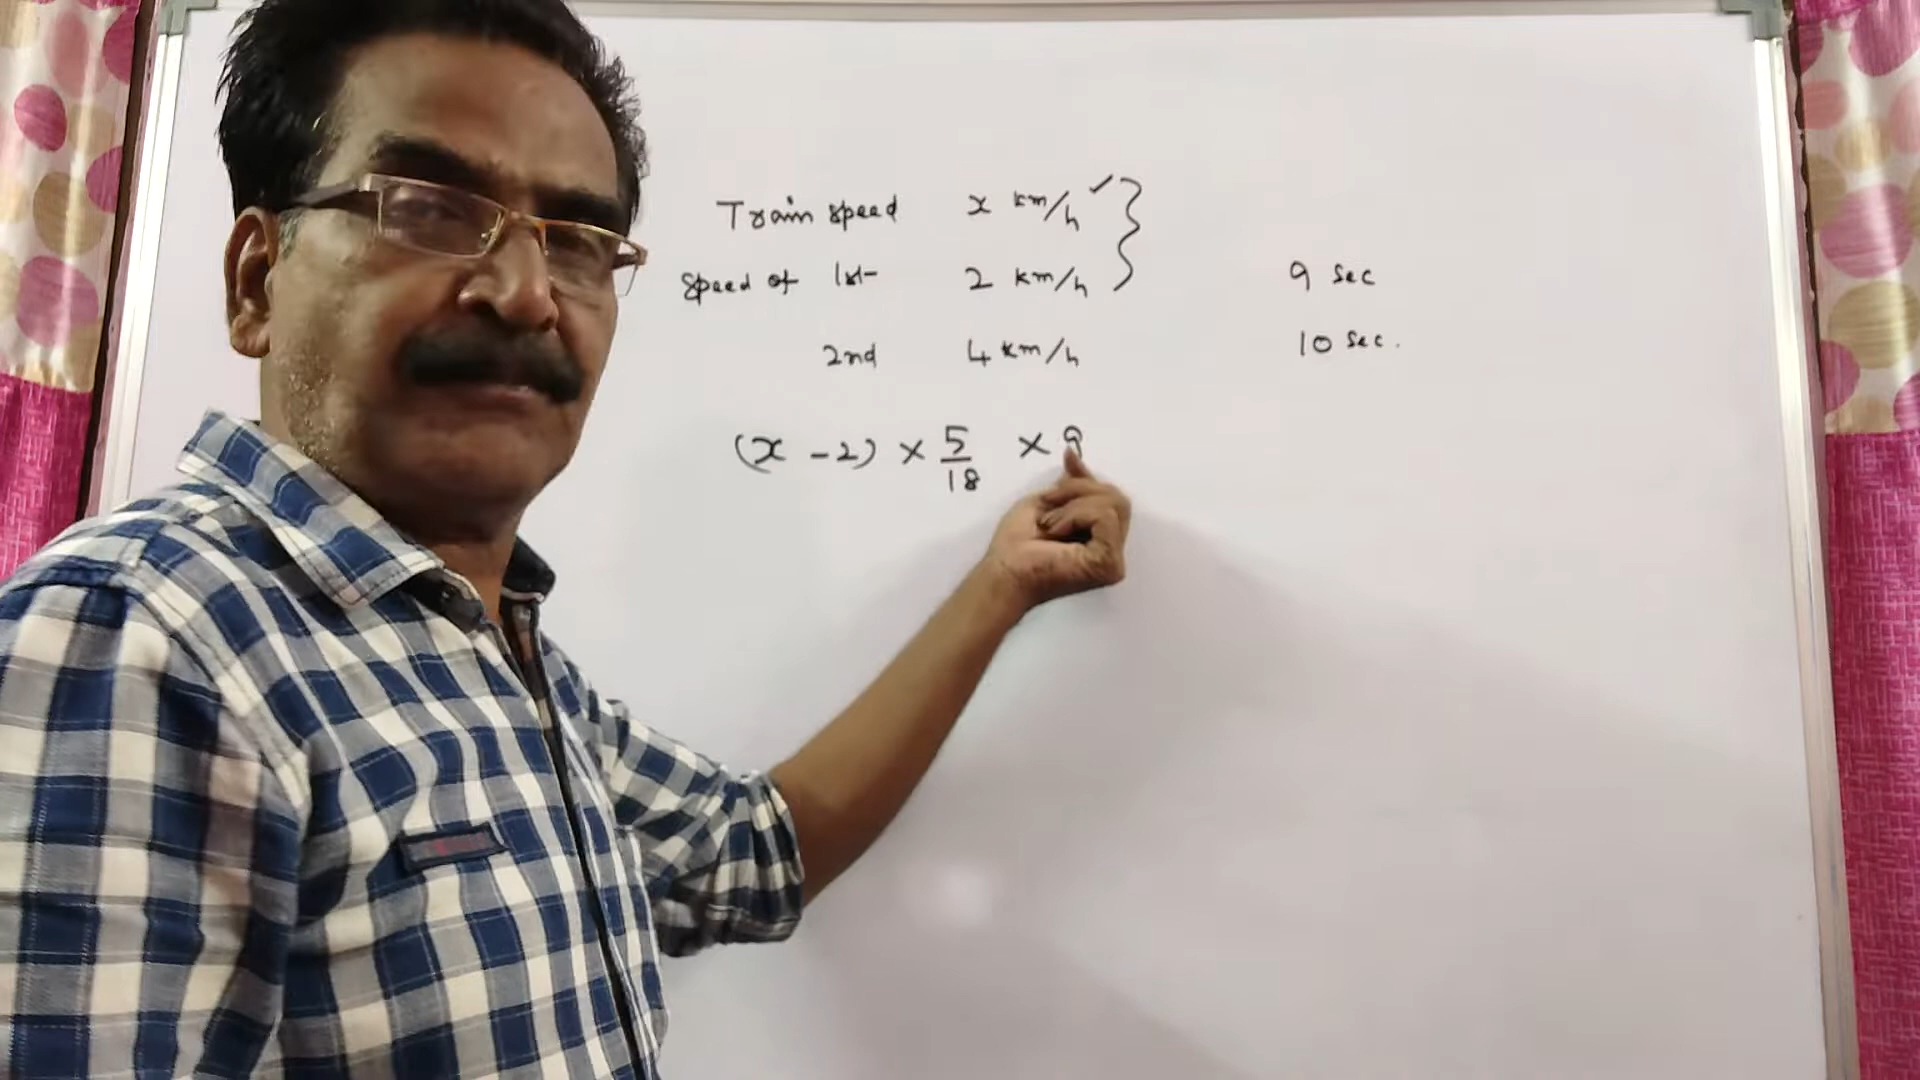 Train speed x km/h ✓
Speed of 1st 2 km/h 9 sec
2nd 4 km/h 10 sec.
(x - 2) × 5/18 × 9